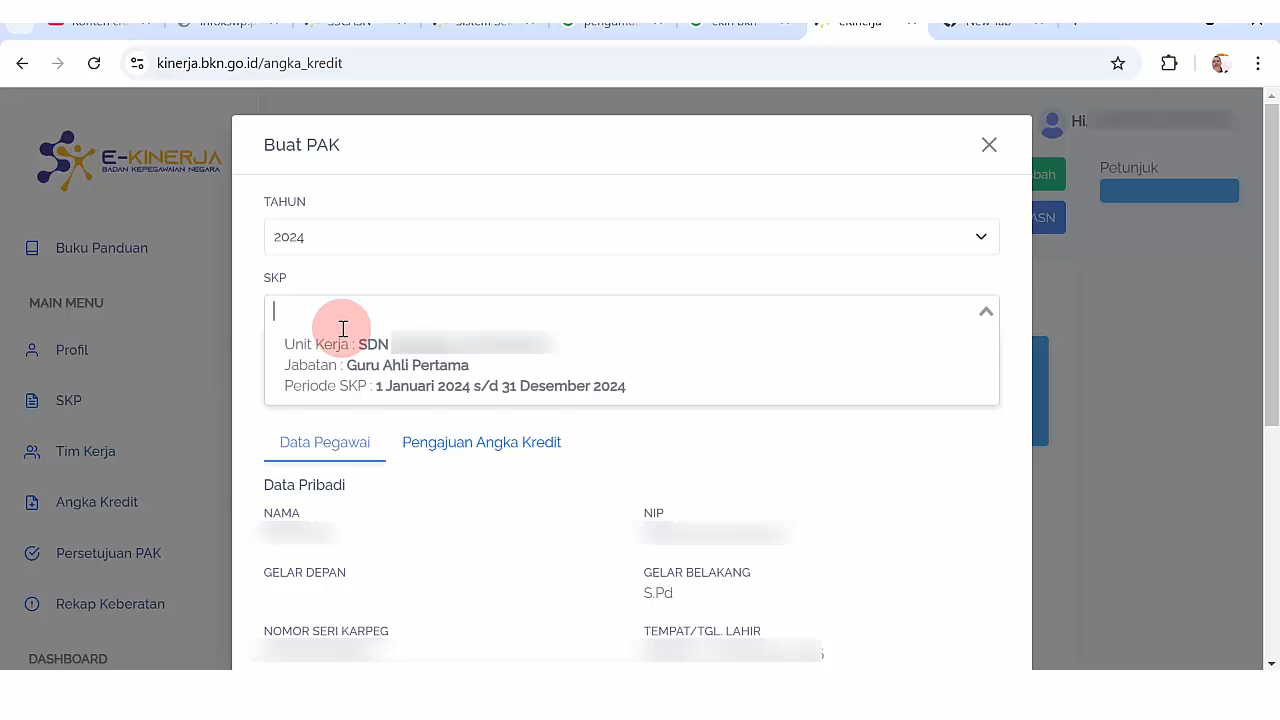 kinerja.bkn.go.id/angka_kredit
E-KINERJA
BADAN KEPEGAWAIAN NEGARA
Buku Panduan
MAIN MENU
Profil
SKP
Tim Kerja
Angka Kredit
Persetujuan PAK
Rekap Keberatan
DASHBOARD
Buat PAK
TAHUN
2024
SKP
Unit Kerja : SDN
Jabatan : Guru Ahli Pertama
Periode SKP : 1 Januari 2024 s/d 31 Desember 2024
Data Pegawai Pengajuan Angka Kredit
Data Pribadi
NAMA NIP
GELAR DEPAN GELAR BELAKANG
S.Pd
NOMOR SERI KARPEG TEMPAT/TGL. LAHIR
Hi,
bah
ASN
Petunjuk